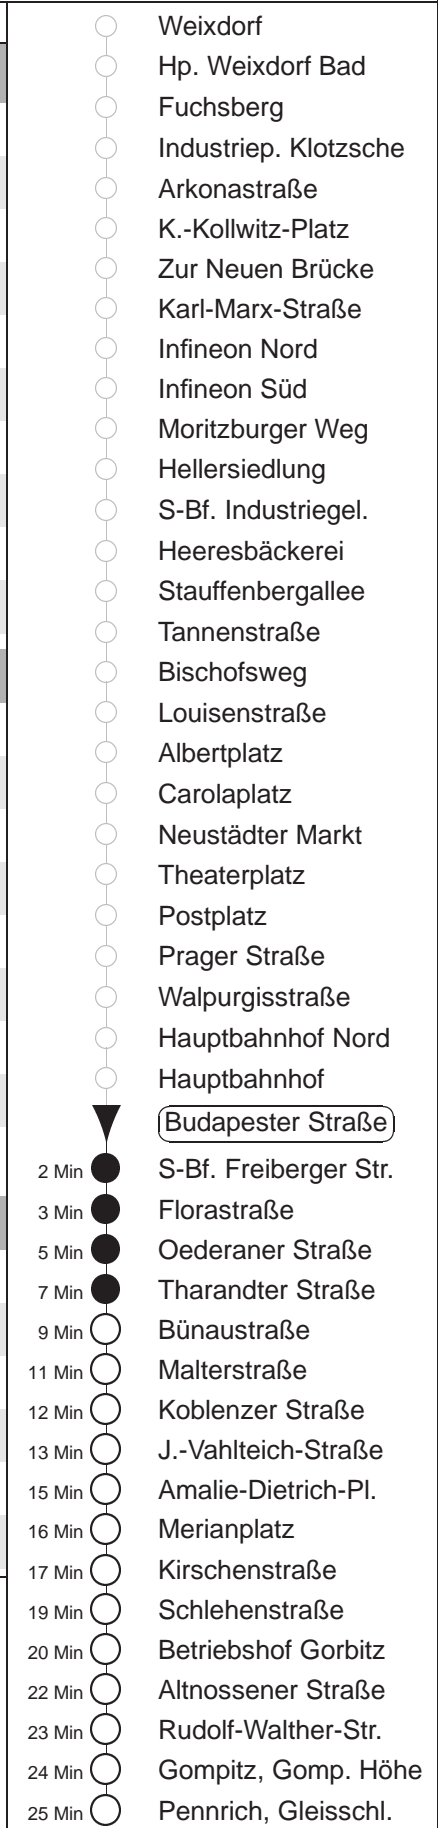 Weixdorf
Hp. Weixdorf Bad
Fuchsberg
Industriep. Klotzsche
Arkonastraße
K.-Kollwitz-Platz
Zur Neuen Brücke
Karl-Marx-Straße
Infineon Nord
Infineon Süd
Moritzburger Weg
Hellersiedlung
S-Bf. Industriegel.
Heeresbäckerei
Stauffenbergallee
Tannenstraße
Bischofsweg
Louisenstraße
Albertplatz
Carolaplatz
Neustädter Markt
Theaterplatz
Postplatz
Prager Straße
Walpurgisstraße
Hauptbahnhof Nord
Hauptbahnhof
Budapester Straße
2 Min S-Bf. Freiberger Str.
3 Min Florastraße
5 Min Oederaner Straße
7 Min Tharandter Straße
9 Min Bünaustraße
11 Min Malterstraße
12 Min Koblenzer Straße
13 Min J.-Vahlteich-Straße
15 Min Amalie-Dietrich-Pl.
16 Min Merianplatz
17 Min Kirschenstraße
19 Min Schlehenstraße
20 Min Betriebshof Gorbitz
22 Min Altnossener Straße
23 Min Rudolf-Walther-Str.
24 Min Gompitz, Gomp. Höhe
25 Min Pennrich, Gleisschl.